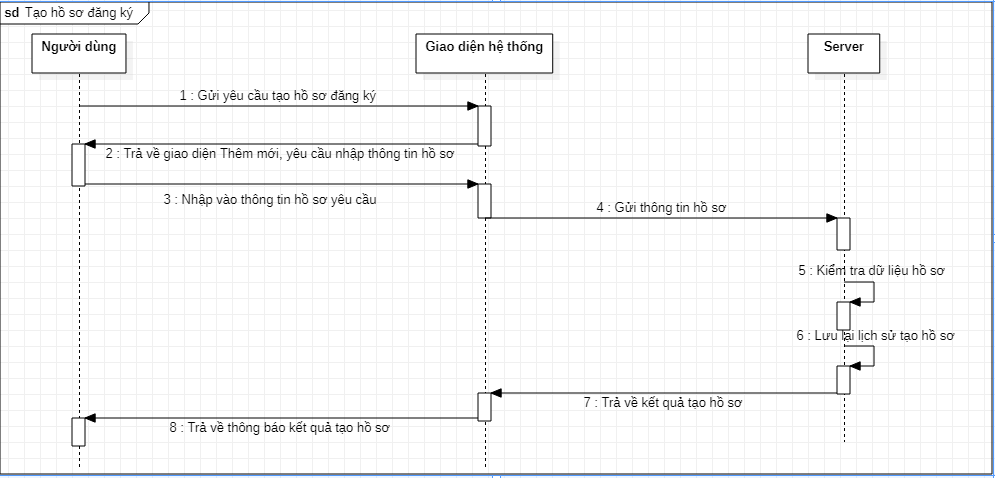 sd Tạo hồ sơ đăng ký
Người dùng
Giao diện hệ thống
Server
1 : Gửi yêu cầu tạo hồ sơ đăng ký
2 : Trả về giao diện Thêm mới, yêu cầu nhập thông tin hồ sơ
3 : Nhập vào thông tin hồ sơ yêu cầu
4 : Gửi thông tin hồ sơ
5 : Kiểm tra dữ liệu hồ sơ
6 : Lưu lại lịch sử tạo hồ sơ
7 : Trả về kết quả tạo hồ sơ
8 : Trả về thông báo kết quả tạo hồ sơ